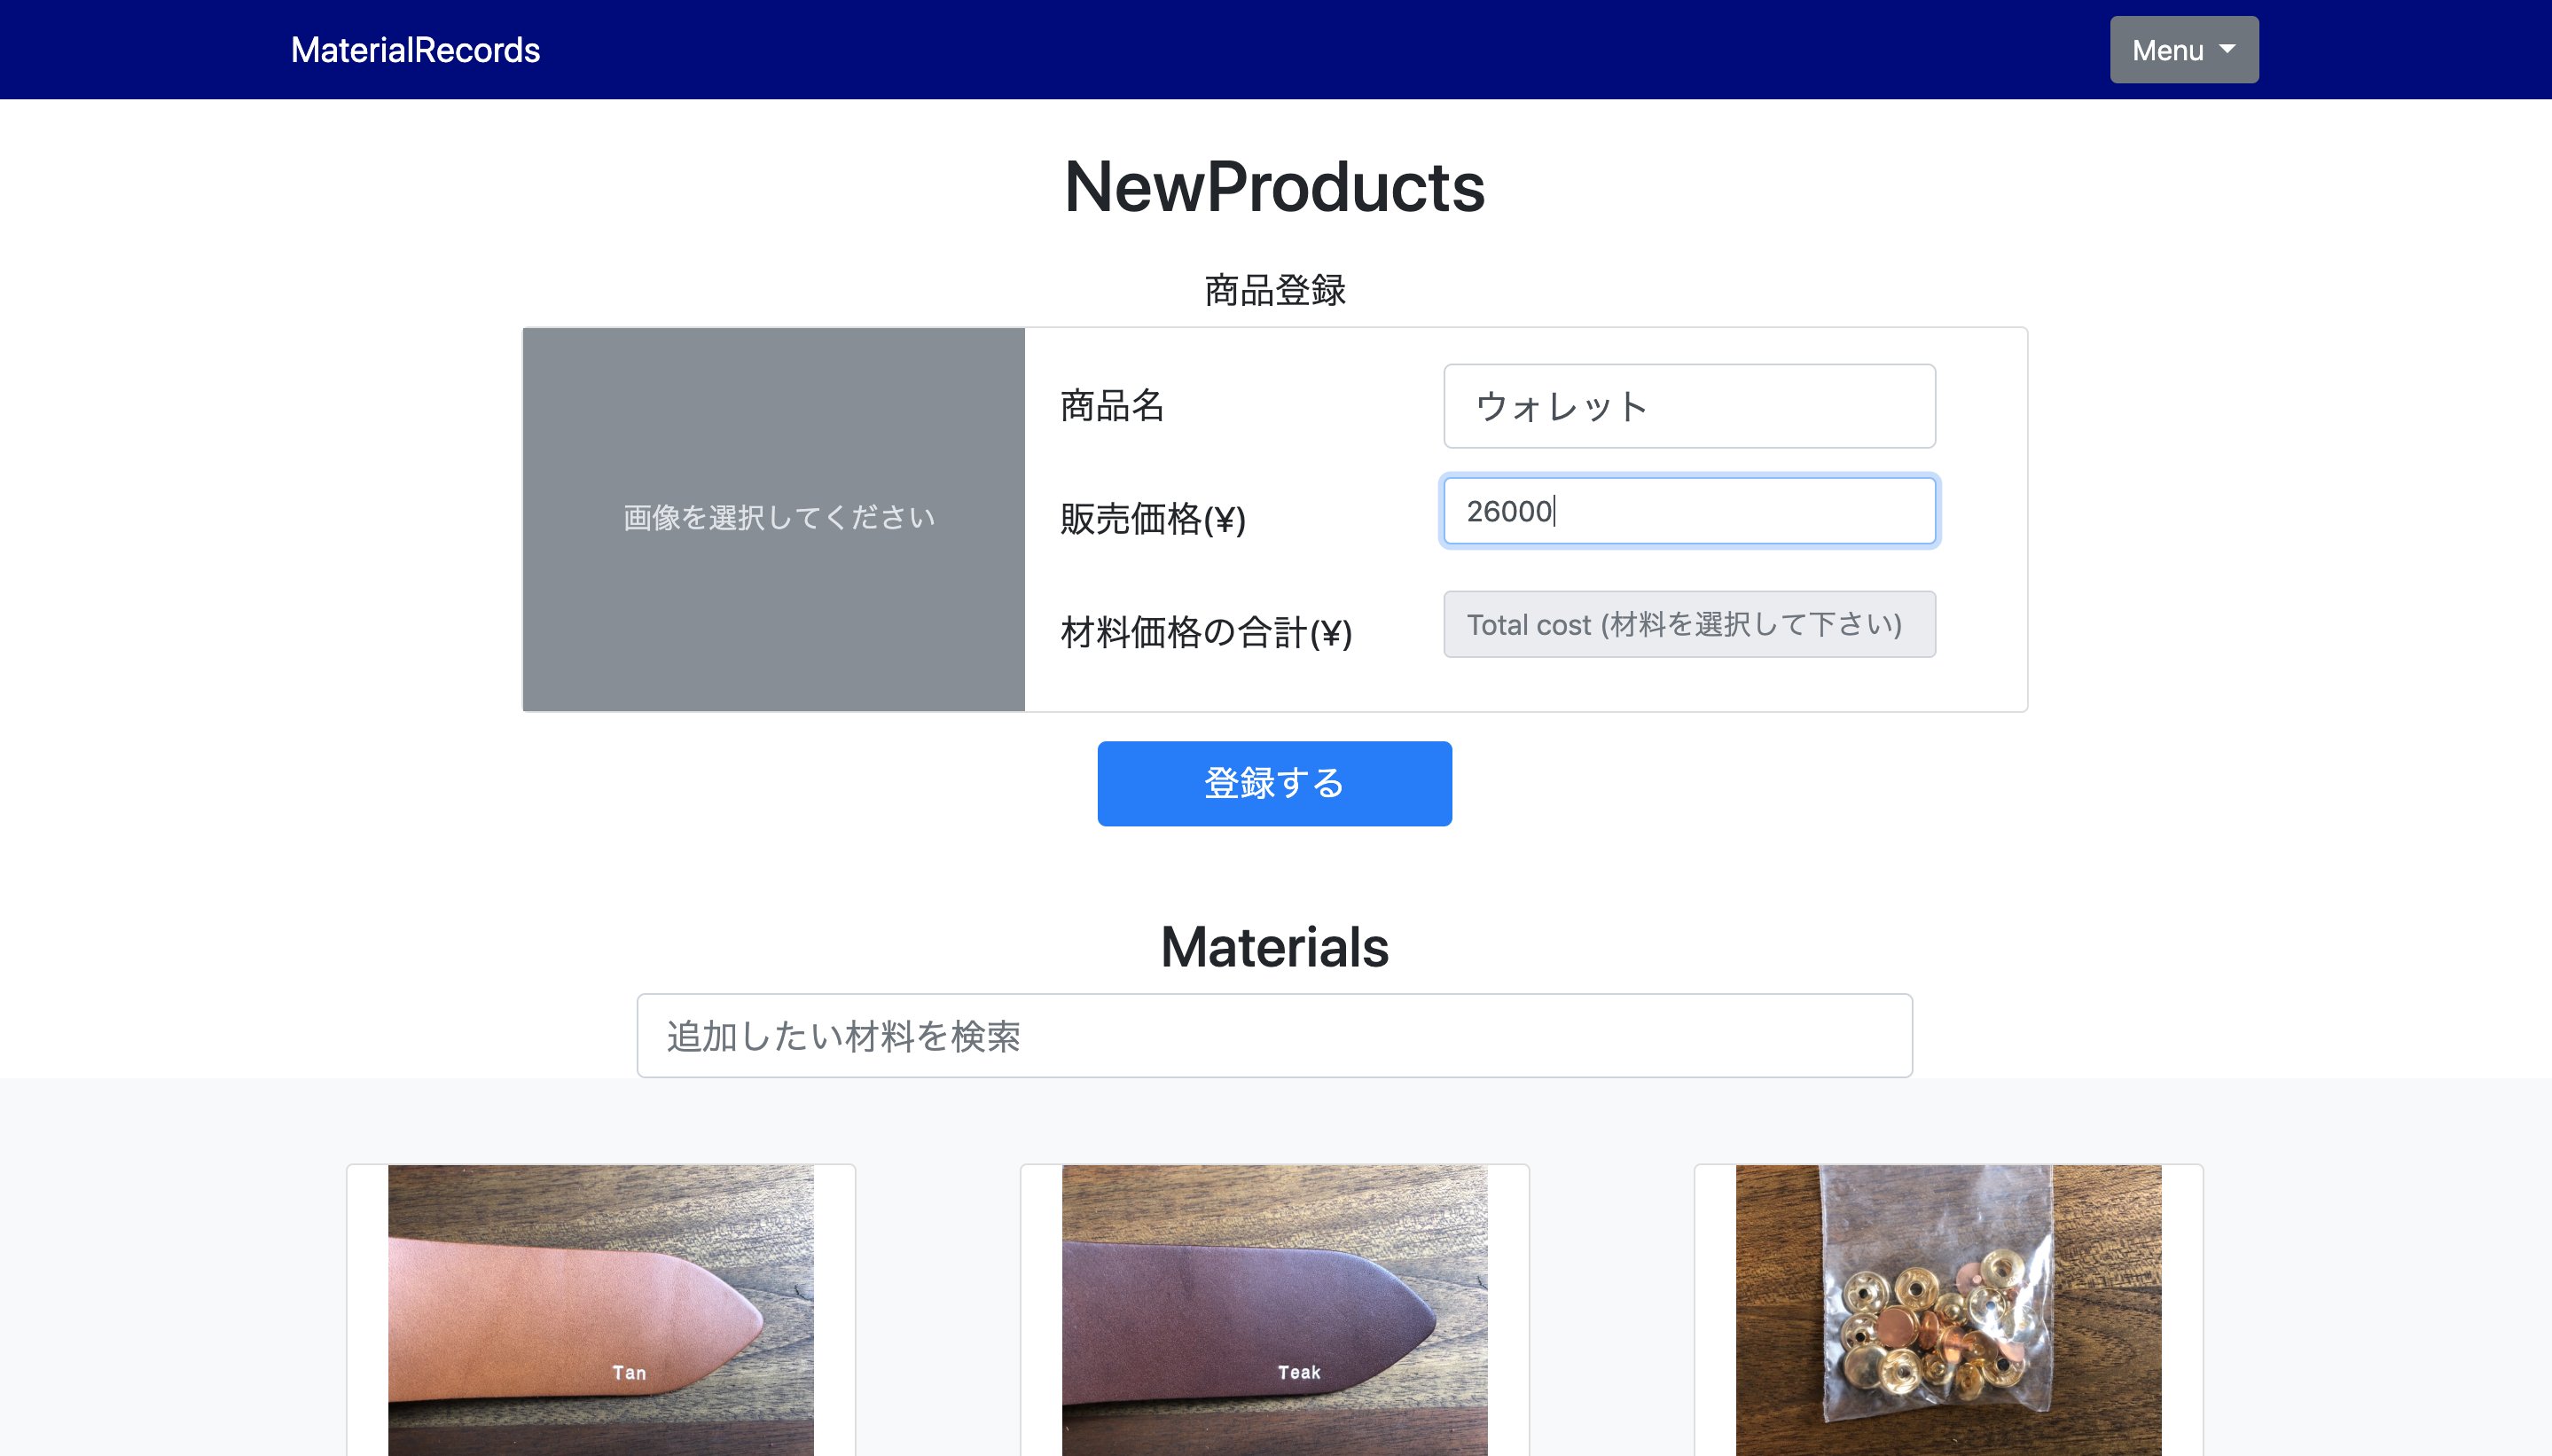 MaterialRecords
Menu
NewProducts
商品登録
画像を選択してください
商品名
ウォレット
販売価格(¥)
26000
材料価格の合計(¥)
Total cost (材料を選択して下さい)
登録する
Materials
追加したい材料を検索
Tan
Teak